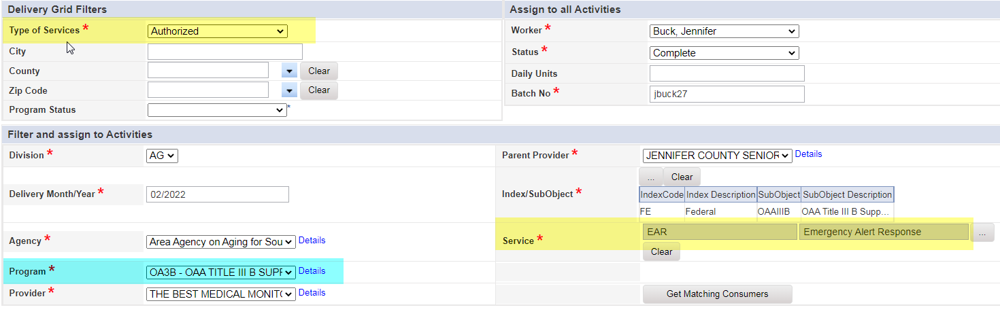 Delivery Grid Filters
Type of Services * Authorized
City
County Clear
Zip Code Clear
Program Status *
Assign to all Activities
Worker * Buck, Jennifer
Status * Complete
Daily Units
Batch No * jbuck27
Filter and assign to Activities
Division * AG
Parent Provider * JENNIFER COUNTY SENIOR Details
Delivery Month/Year * 02/2022
Index/SubObject * ... Clear
IndexCode Index Description SubObject SubObject Description
FE Federal OAAIIIB OAA Title III B Supp...
Agency * Area Agency on Aging for Sou Details
Service * EAR Emergency Alert Response ...
Clear
Program * OA3B - OAA TITLE III B SUPF Details
Provider * THE BEST MEDICAL MONITO Details
Get Matching Consumers